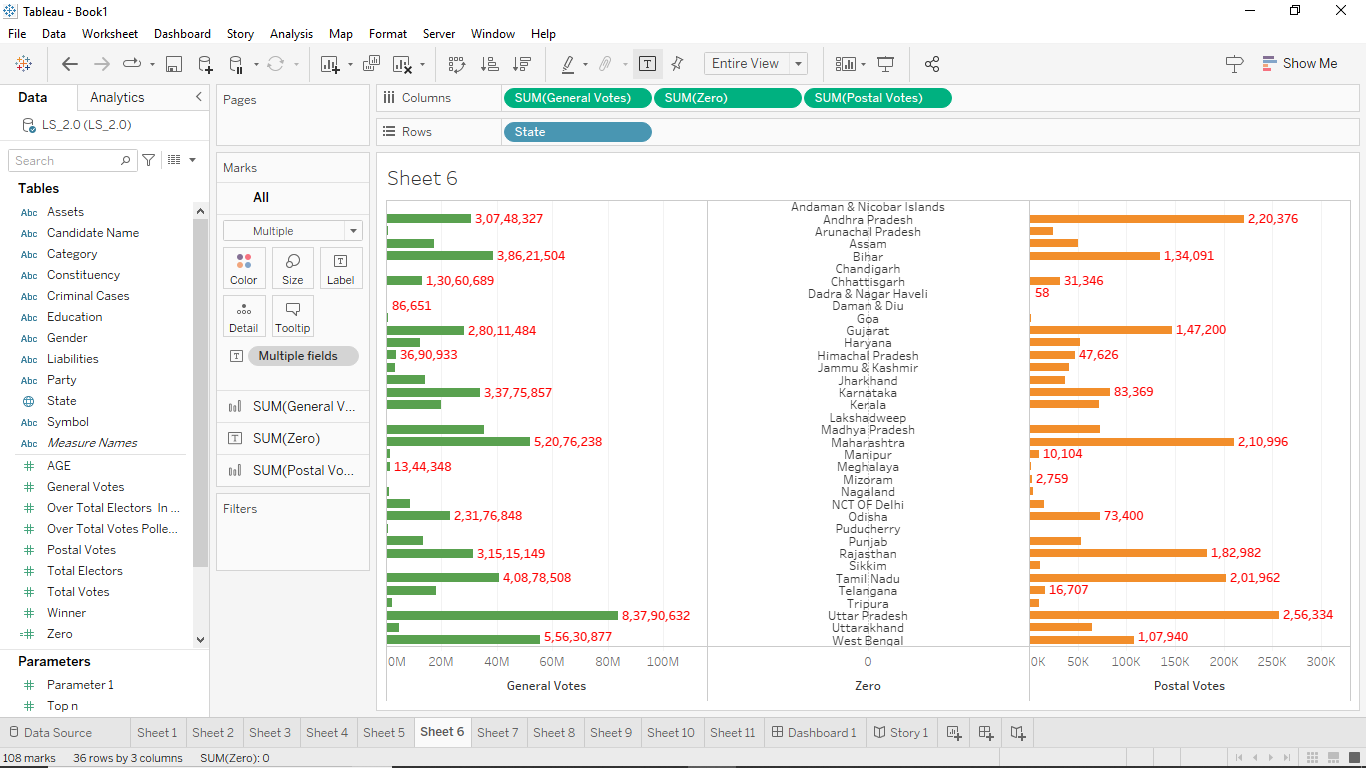 Tableau - Book1
File Data Worksheet Dashboard Story Analysis Map Format Server Window Help
Entire View
Show Me
Data Analytics
LS_2.0 (LS_2.0)
Search
Tables
Abc Assets
Abc Candidate Name
Abc Category
Abc Constituency
Abc Criminal Cases
Abc Education
Abc Gender
Abc Liabilities
Abc Party
State
Abc Symbol
Abc Measure Names
# AGE
# General Votes
# Over Total Electors In ...
# Over Total Votes Polle...
# Postal Votes
# Total Electors
# Total Votes
# Winner
=# Zero
Parameters
# Parameter 1
# Top n
Pages
Marks
All
Multiple
Color Size Label
Detail Tooltip
Multiple fields
SUM(General V...
SUM(Zero)
SUM(Postal Vo...
Filters
Columns SUM(General Votes) SUM(Zero) SUM(Postal Votes)
Rows State
Sheet 6
Andaman & Nicobar Islands
3,07,48,327 Andhra Pradesh 2,20,376
Arunachal Pradesh
Assam
3,86,21,504 Bihar 1,34,091
Chandigarh
1,30,60,689 Chhattisgarh 31,346
Dadra & Nagar Haveli 58
86,651 Daman & Diu
Goa
2,80,11,484 Gujarat 1,47,200
Haryana
36,90,933 Himachal Pradesh 47,626
Jammu & Kashmir
Jharkhand
3,37,75,857 Karnataka 83,369
Kerala
Lakshadweep
Madhya Pradesh
5,20,76,238 Maharashtra 2,10,996
Manipur 10,104
13,44,348 Meghalaya
Mizoram 2,759
Nagaland
NCT OF Delhi
2,31,76,848 Odisha 73,400
Puducherry
Punjab
3,15,15,149 Rajasthan 1,82,982
Sikkim
4,08,78,508 Tamil Nadu 2,01,962
Telangana 16,707
Tripura
8,37,90,632 Uttar Pradesh 2,56,334
Uttarakhand
5,56,30,877 West Bengal 1,07,940
0M 20M 40M 60M 80M 100M 0 0K 50K 100K 150K 200K 250K 300K
General Votes Zero Postal Votes
Data Source Sheet 1 Sheet 2 Sheet 3 Sheet 4 Sheet 5 Sheet 6 Sheet 7 Sheet 8 Sheet 9 Sheet 10 Sheet 11 Dashboard 1 Story 1
108 marks 36 rows by 3 columns SUM(Zero): 0